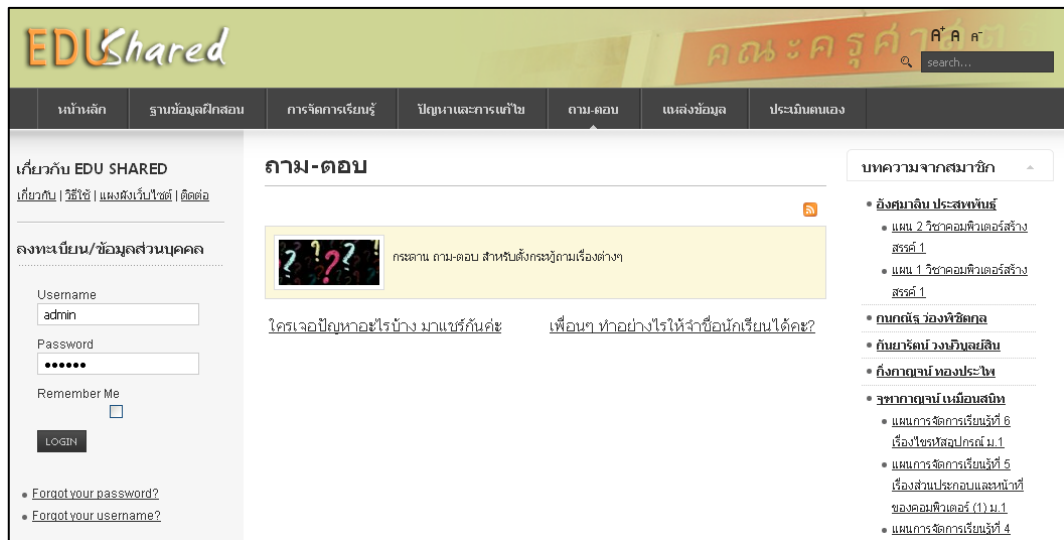 EDUShared
คณะครุศาสต
A+ A A-
search...
หน้าหลัก ฐานข้อมูลฝึกสอน การจัดการเรียนรู้ ปัญหาและการแก้ไข ถาม-ตอบ แหล่งข้อมูล ประเมินตนเอง
เกี่ยวกับ EDU SHARED
เกี่ยวกับ | วิธีใช้ | แผงผังเว็บไซต์ | ติดต่อ
ลงทะเบียน/ข้อมูลส่วนบุคคล
Username
admin
Password
••••••
Remember Me
LOGIN
Forgot your password?
Forgot your username?
ถาม-ตอบ
กระดาน ถาม-ตอบ สำหรับตั้งกระทู้ถามเรื่องต่างๆ
ใครเจอปัญหาอะไรบ้าง มาแชร์กันค่ะ
เพื่อนๆ ทำอย่างไรให้จำชื่อนักเรียนได้คะ?
บทความจากสมาชิก
อังศุมาลิน ประสพพันธุ์
แผน 2 วิชาคอมพิวเตอร์สร้าง
สรรค์ 1
แผน 1 วิชาคอมพิวเตอร์สร้าง
สรรค์ 1
กนกณัฐ ว่องพิชิตกุล
กันยารัตน์ วงษ์วิบูลย์สิน
กิ่งกาญจน์ ทองประไพ
จุฑากาญจน์ เหมือนสนิท
แผนการจัดการเรียนรู้ที่ 6
เรื่องไขรหัสอุปกรณ์ ม.1
แผนการจัดการเรียนรู้ที่ 5
เรื่องส่วนประกอบและหน้าที่
ของคอมพิวเตอร์ (1) ม.1
แผนการจัดการเรียนรู้ที่ 4